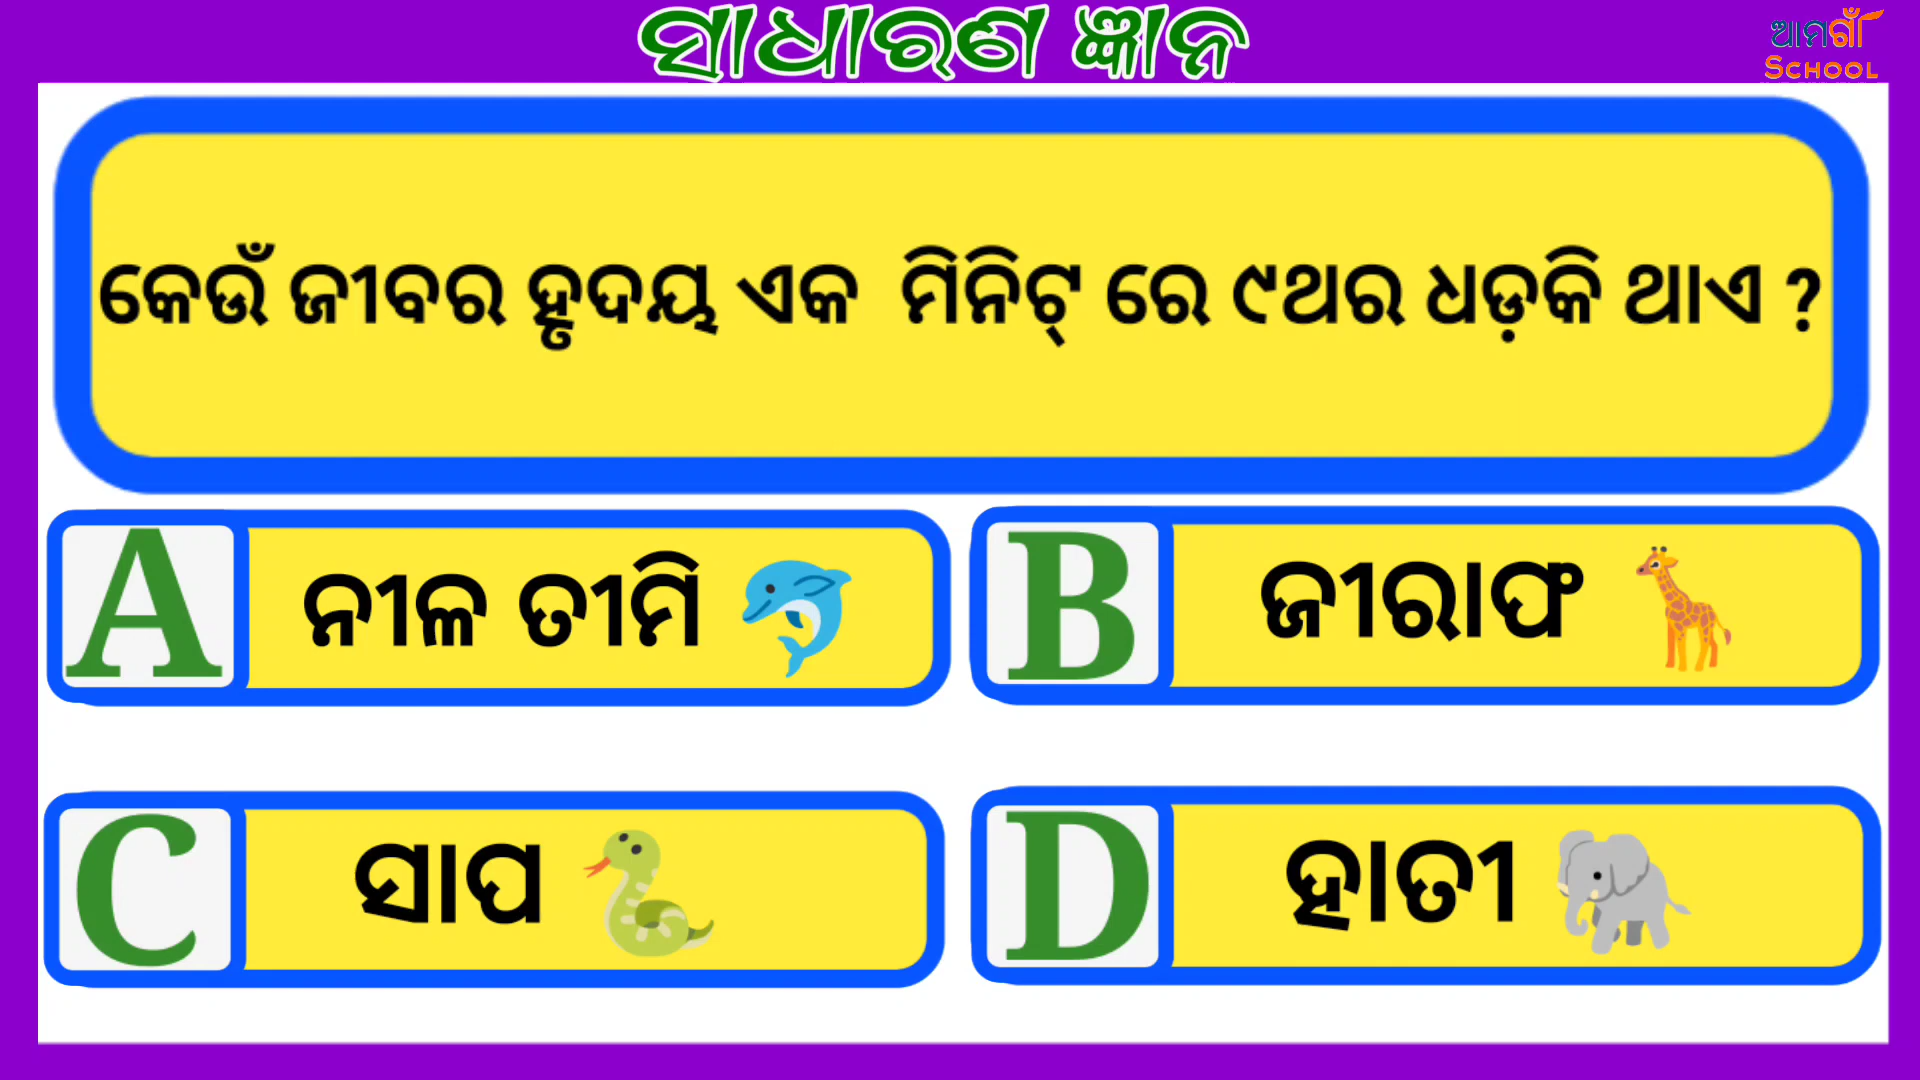 ସାଧାରଣ ଜ୍ଞାନ
ଆମଗାଁ
SCHOOL
କେଉଁ ଜୀବର ହୃଦୟ ଏକ ମିନିଟ୍ ରେ ୯ଥର ଧଡ଼କି ଥାଏ ?
A ନୀଳ ତୀମି
B ଜୀରାଫ
C ସାପ
D ହାତୀ